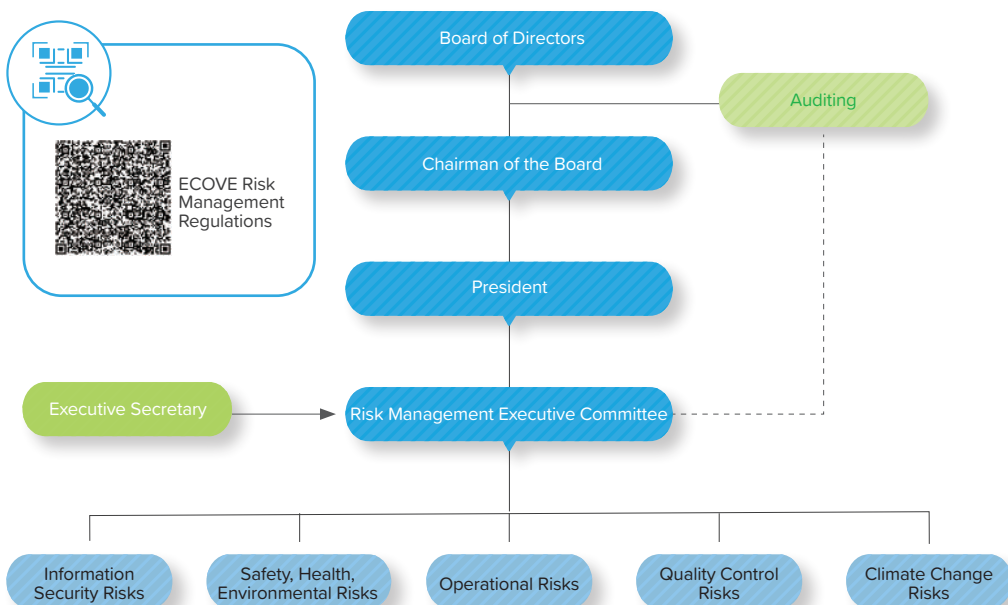 Board of Directors
Auditing
Chairman of the Board
ECOVE Risk
Management
Regulations
President
Executive Secretary
Risk Management Executive Committee
Information
Security Risks
Safety, Health,
Environmental Risks
Operational Risks
Quality Control
Risks
Climate Change
Risks